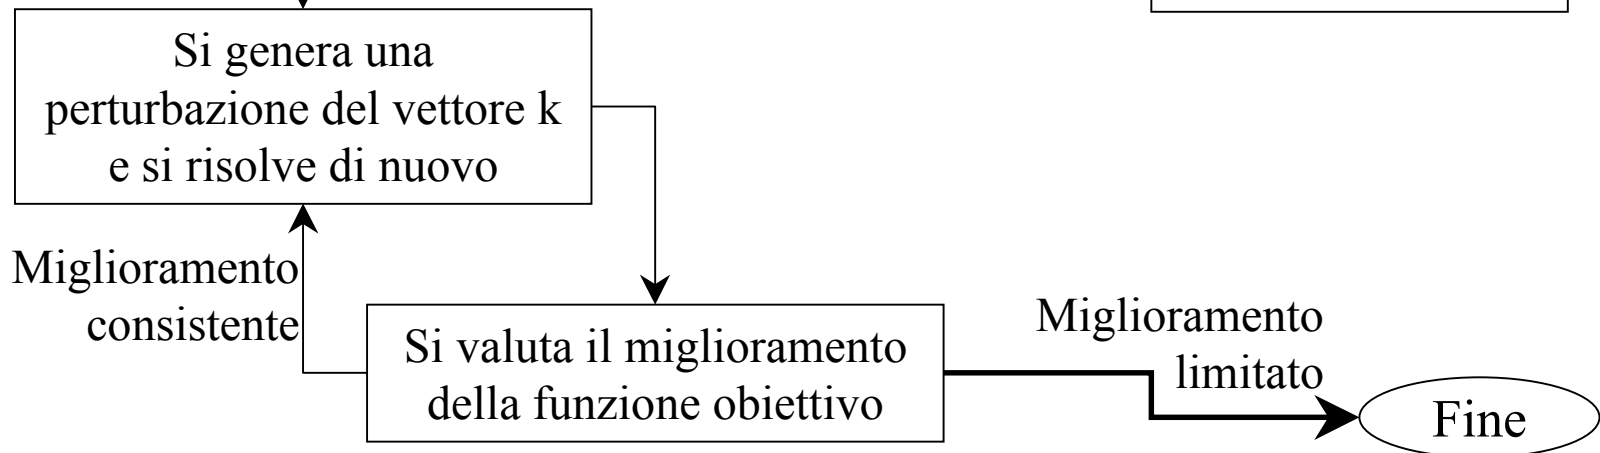 Si genera una
perturbazione del vettore k
e si risolve di nuovo
Miglioramento
consistente
Si valuta il miglioramento
della funzione obiettivo
Miglioramento
limitato
Fine